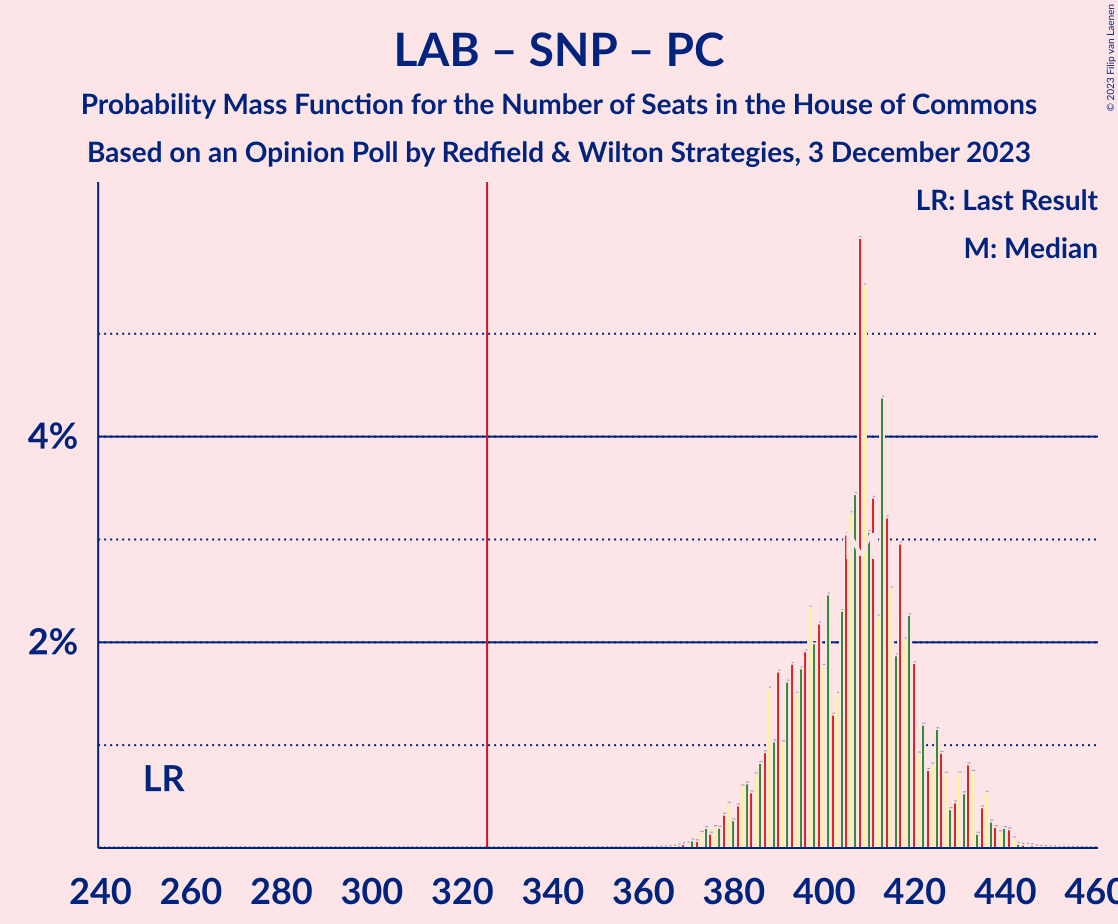 LAB – SNP – PC
Probability Mass Function for the Number of Seats in the House of Commons
Based on an Opinion Poll by Redfield & Wilton Strategies, 3 December 2023
© 2023 Filip van Laenen
LR: Last Result
M: Median
4%
2%
LR
M
240 260 280 300 320 340 360 380 400 420 440 460